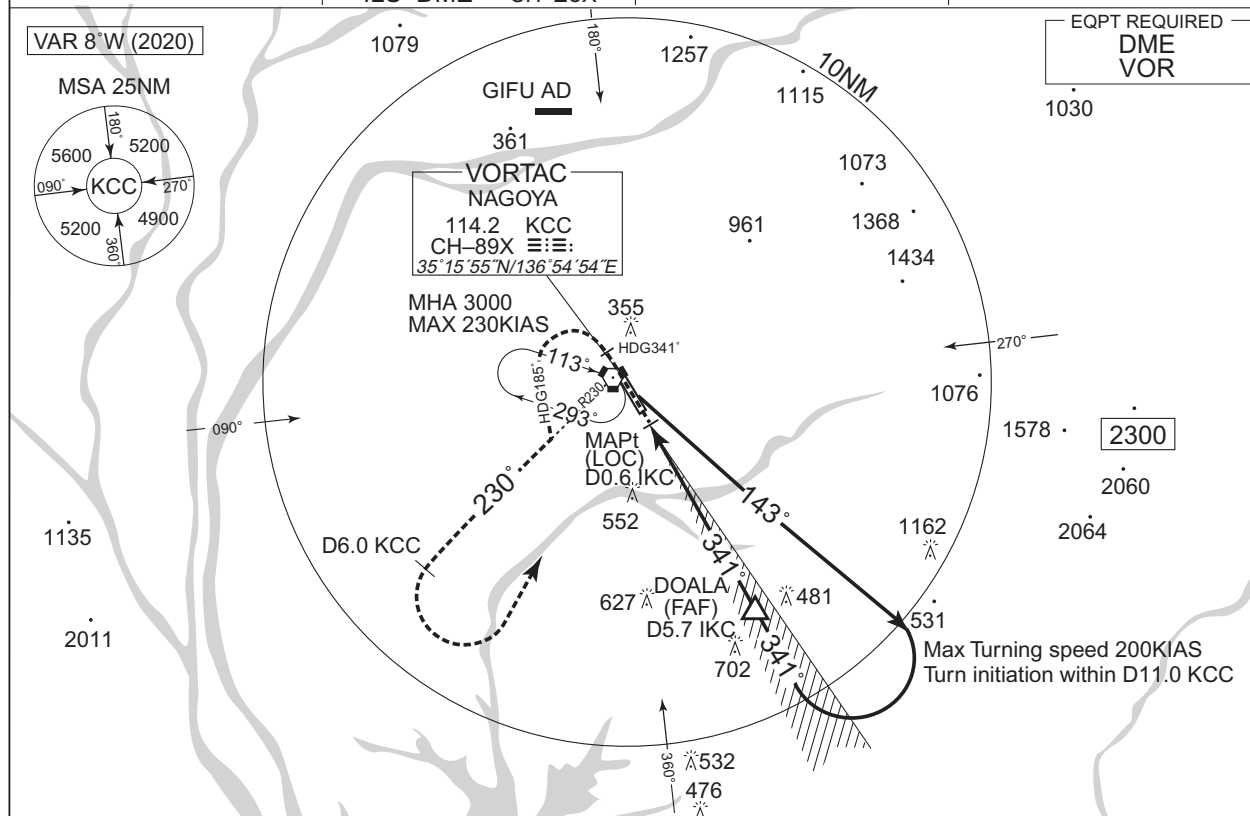 VAR 8°W (2020)
MSA 25NM
180°
5600
5200
090°
KCC
270°
5200
4900
360°
1079
180°
1257
10NM
1115
EQPT REQUIRED
DME
VOR
1030
GIFU AD
361
VORTAC
NAGOYA
114.2 KCC
CH–89X
35°15´55˝N/136°54´54˝E
961
1073
1368
1434
MHA 3000
MAX 230KIAS
355
HDG341°
113°
HDG185°
R230
293°
090°
270°
1076
1578
2300
2060
2064
MAPt
(LOC)
D0.6 IKC
552
230°
143°
1135
D6.0 KCC
341°
1162
2011
627
DOALA
(FAF)
D5.7 IKC
481
531
702
341°
Max Turning speed 200KIAS
Turn initiation within D11.0 KCC
360°
532
476